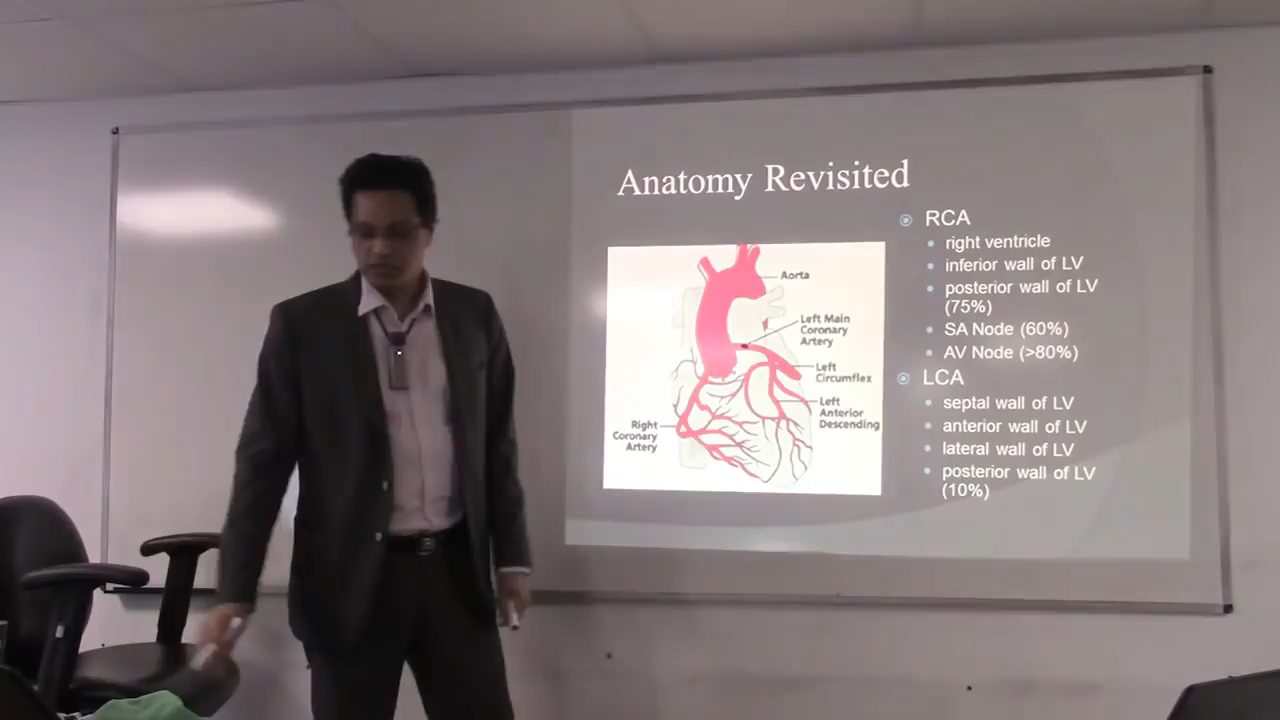 Anatomy Revisited
Aorta
Left Main
Coronary
Artery
Left
Circumflex
Left
Anterior
Descending
Right
Coronary
Artery
RCA
right ventricle
inferior wall of LV
posterior wall of LV
(75%)
SA Node (60%)
AV Node (>80%)
LCA
septal wall of LV
anterior wall of LV
lateral wall of LV
posterior wall of LV
(10%)